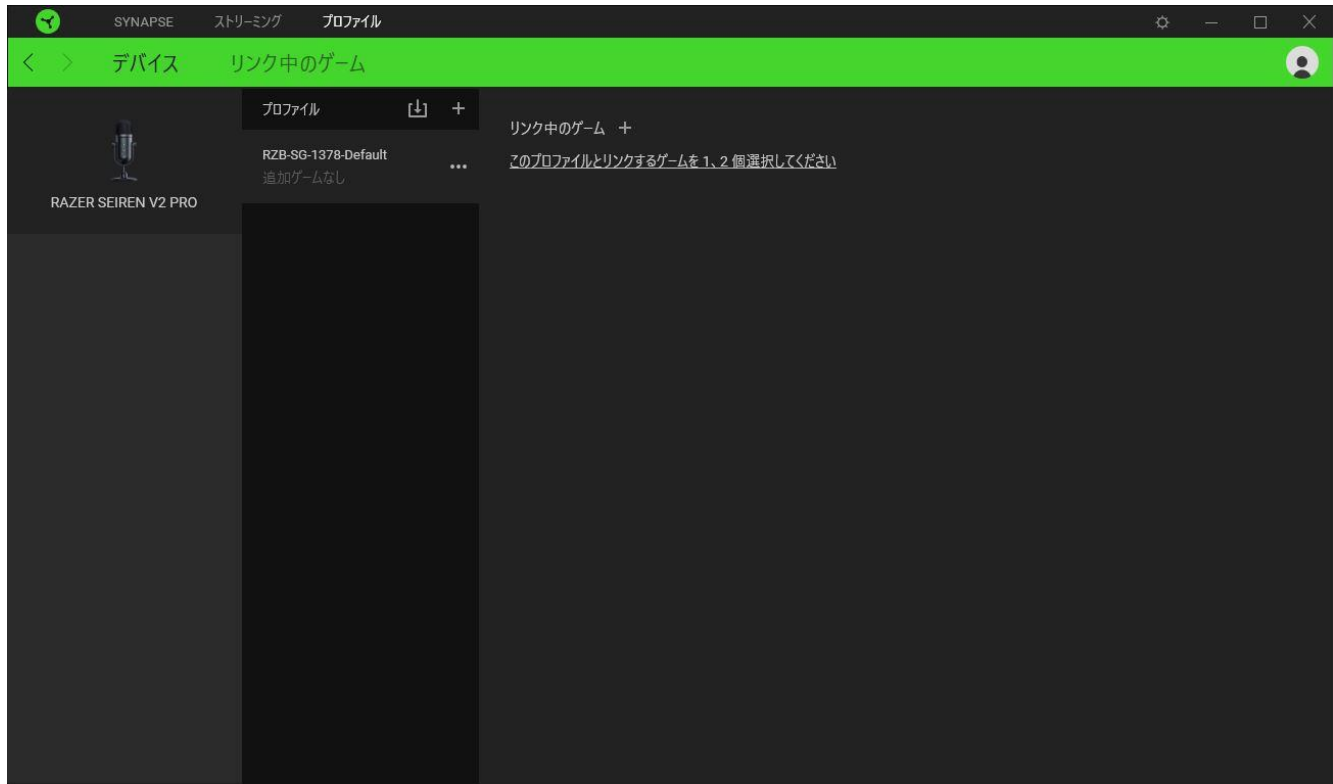 SYNAPSE ストリーミング プロファイル
デバイス リンク中のゲーム
RAZER SEIREN V2 PRO
プロファイル
RZB-SG-1378-Default
追加ゲームなし
リンク中のゲーム +
このプロファイルとリンクするゲームを 1、2 個選択してください